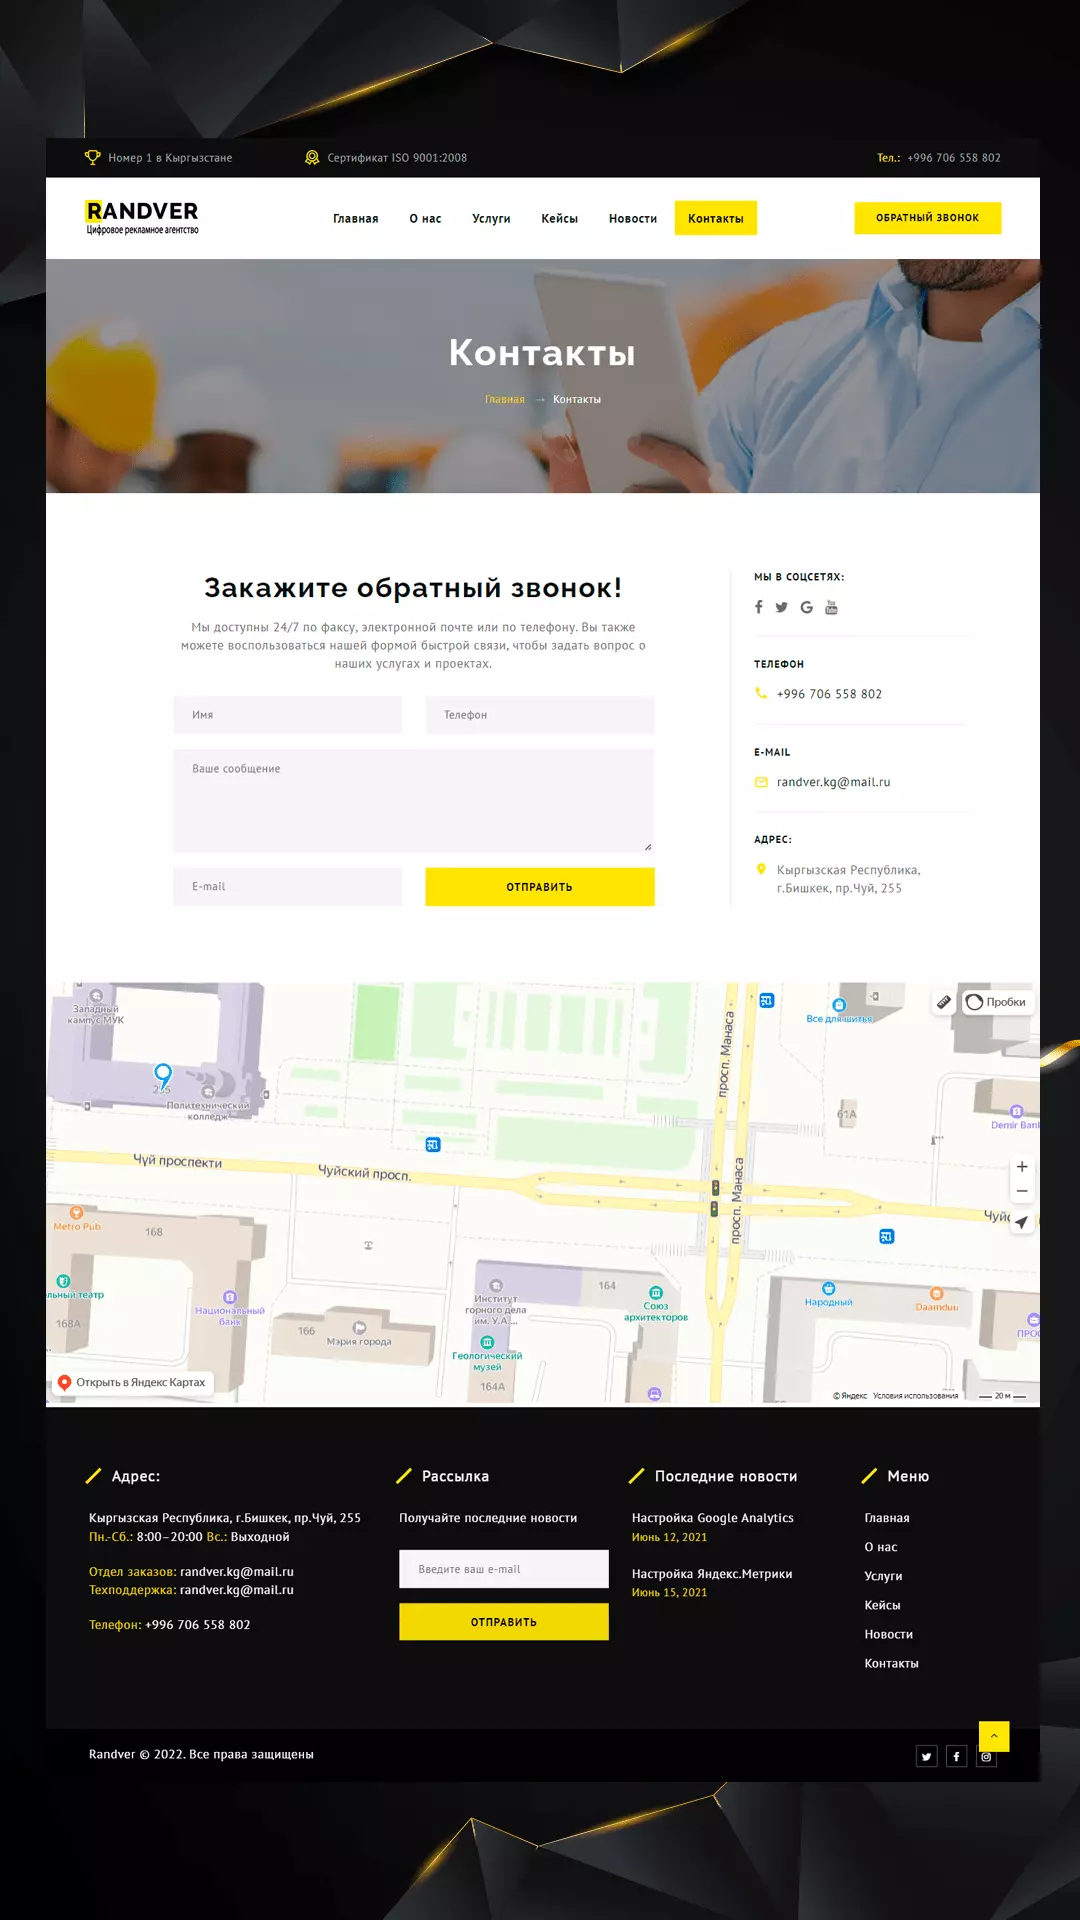 Номер 1 в Кыргызстане
Сертификат ISO 9001:2008
Тел.: +996 706 558 802
RANDVER
Цифровое рекламное агентство
Главная
О нас
Услуги
Кейсы
Новости
Контакты
ОБРАТНЫЙ ЗВОНОК
Контакты
Главная → Контакты
Закажите обратный звонок!
Мы доступны 24/7 по факсу, электронной почте или по телефону. Вы также
можете воспользоваться нашей формой быстрой связи, чтобы задать вопрос о
наших услугах и проектах.
Имя
Телефон
Ваше сообщение
E-mail
ОТПРАВИТЬ
МЫ В СОЦСЕТЯХ:
ТЕЛЕФОН
+996 706 558 802
E-MAIL
randver.kg@mail.ru
АДРЕС:
Кыргызская Республика,
г.Бишкек, пр.Чуй, 255
Западный
кампус МУК
Все для шитья
Пробки
просп. Манаса
255
Политехнический
колледж
61А
Demir Bank
Чүй проспекти
Чуйский просп.
просп. Манаса
Чуйс
Metro Pub
168
льный театр
Национальный
банк
168А
166
Мэрия города
Институт
горного дела
им. У.А....
164
Союз
архитекторов
Геологический
музей
164А
Народный
Daamduu
ПРОС
Открыть в Яндекс Картах
© Яндекс Условия использования
20 м
Адрес:
Кыргызская Республика, г.Бишкек, пр.Чуй, 255
Пн.-Сб.: 8:00–20:00 Вс.: Выходной
Отдел заказов: randver.kg@mail.ru
Техподдержка: randver.kg@mail.ru
Телефон: +996 706 558 802
Рассылка
Получайте последние новости
Введите ваш e-mail
ОТПРАВИТЬ
Последние новости
Настройка Google Analytics
Июнь 12, 2021
Настройка Яндекс.Метрики
Июнь 15, 2021
Меню
Главная
О нас
Услуги
Кейсы
Новости
Контакты
Randver © 2022. Все права защищены